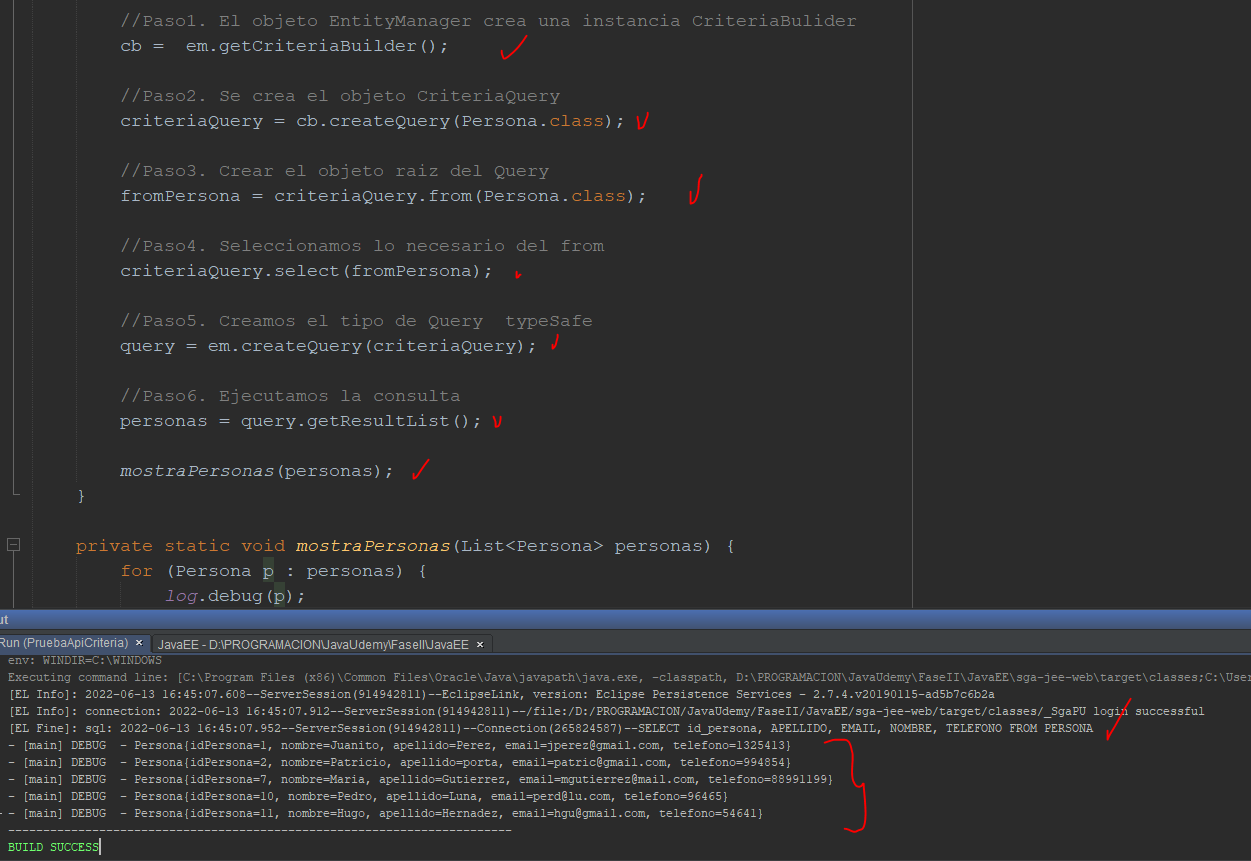 //Paso1. El objeto EntityManager crea una instancia CriteriaBulider
cb =  em.getCriteriaBuilder();
//Paso2. Se crea el objeto CriteriaQuery
criteriaQuery = cb.createQuery(Persona.class);
//Paso3. Crear el objeto raiz del Query
fromPersona = criteriaQuery.from(Persona.class);
//Paso4. Seleccionamos lo necesario del from
criteriaQuery.select(fromPersona);
//Paso5. Creamos el tipo de Query  typeSafe
query = em.createQuery(criteriaQuery);
//Paso6. Ejecutamos la consulta
personas = query.getResultList();
mostraPersonas(personas);
}
private static void mostraPersonas(List<Persona> personas) {
for (Persona p : personas) {
log.debug(p);
ut
Run (PruebaApiCriteria) × JavaEE - D:\PROGRAMACION\JavaUdemy\FaseII\JavaEE ×
env: WINDIR=C:\WINDOWS
Executing command line: [C:\Program Files (x86)\Common Files\Oracle\Java\javapath\java.exe, -classpath, D:\PROGRAMACION\JavaUdemy\FaseII\JavaEE\sga-jee-web\target\classes;C:\User
[EL Info]: 2022-06-13 16:45:07.608--ServerSession(914942811)--EclipseLink, version: Eclipse Persistence Services - 2.7.4.v20190115-ad5b7c6b2a
[EL Info]: connection: 2022-06-13 16:45:07.912--ServerSession(914942811)--/file:/D:/PROGRAMACION/JavaUdemy/FaseII/JavaEE/sga-jee-web/target/classes/_SgaPU login successful
[EL Fine]: sql: 2022-06-13 16:45:07.952--ServerSession(914942811)--Connection(265824587)--SELECT id_persona, APELLIDO, EMAIL, NOMBRE, TELEFONO FROM PERSONA
- [main] DEBUG  - Persona{idPersona=1, nombre=Juanito, apellido=Perez, email=jperez@gmail.com, telefono=1325413}
- [main] DEBUG  - Persona{idPersona=2, nombre=Patricio, apellido=porta, email=patric@gmail.com, telefono=994854}
- [main] DEBUG  - Persona{idPersona=7, nombre=Maria, apellido=Gutierrez, email=mgutierrez@mail.com, telefono=88991199}
- [main] DEBUG  - Persona{idPersona=10, nombre=Pedro, apellido=Luna, email=perd@lu.com, telefono=96465}
- [main] DEBUG  - Persona{idPersona=11, nombre=Hugo, apellido=Hernadez, email=hgu@gmail.com, telefono=54641}
------------------------------------------------------------------------
BUILD SUCCESS